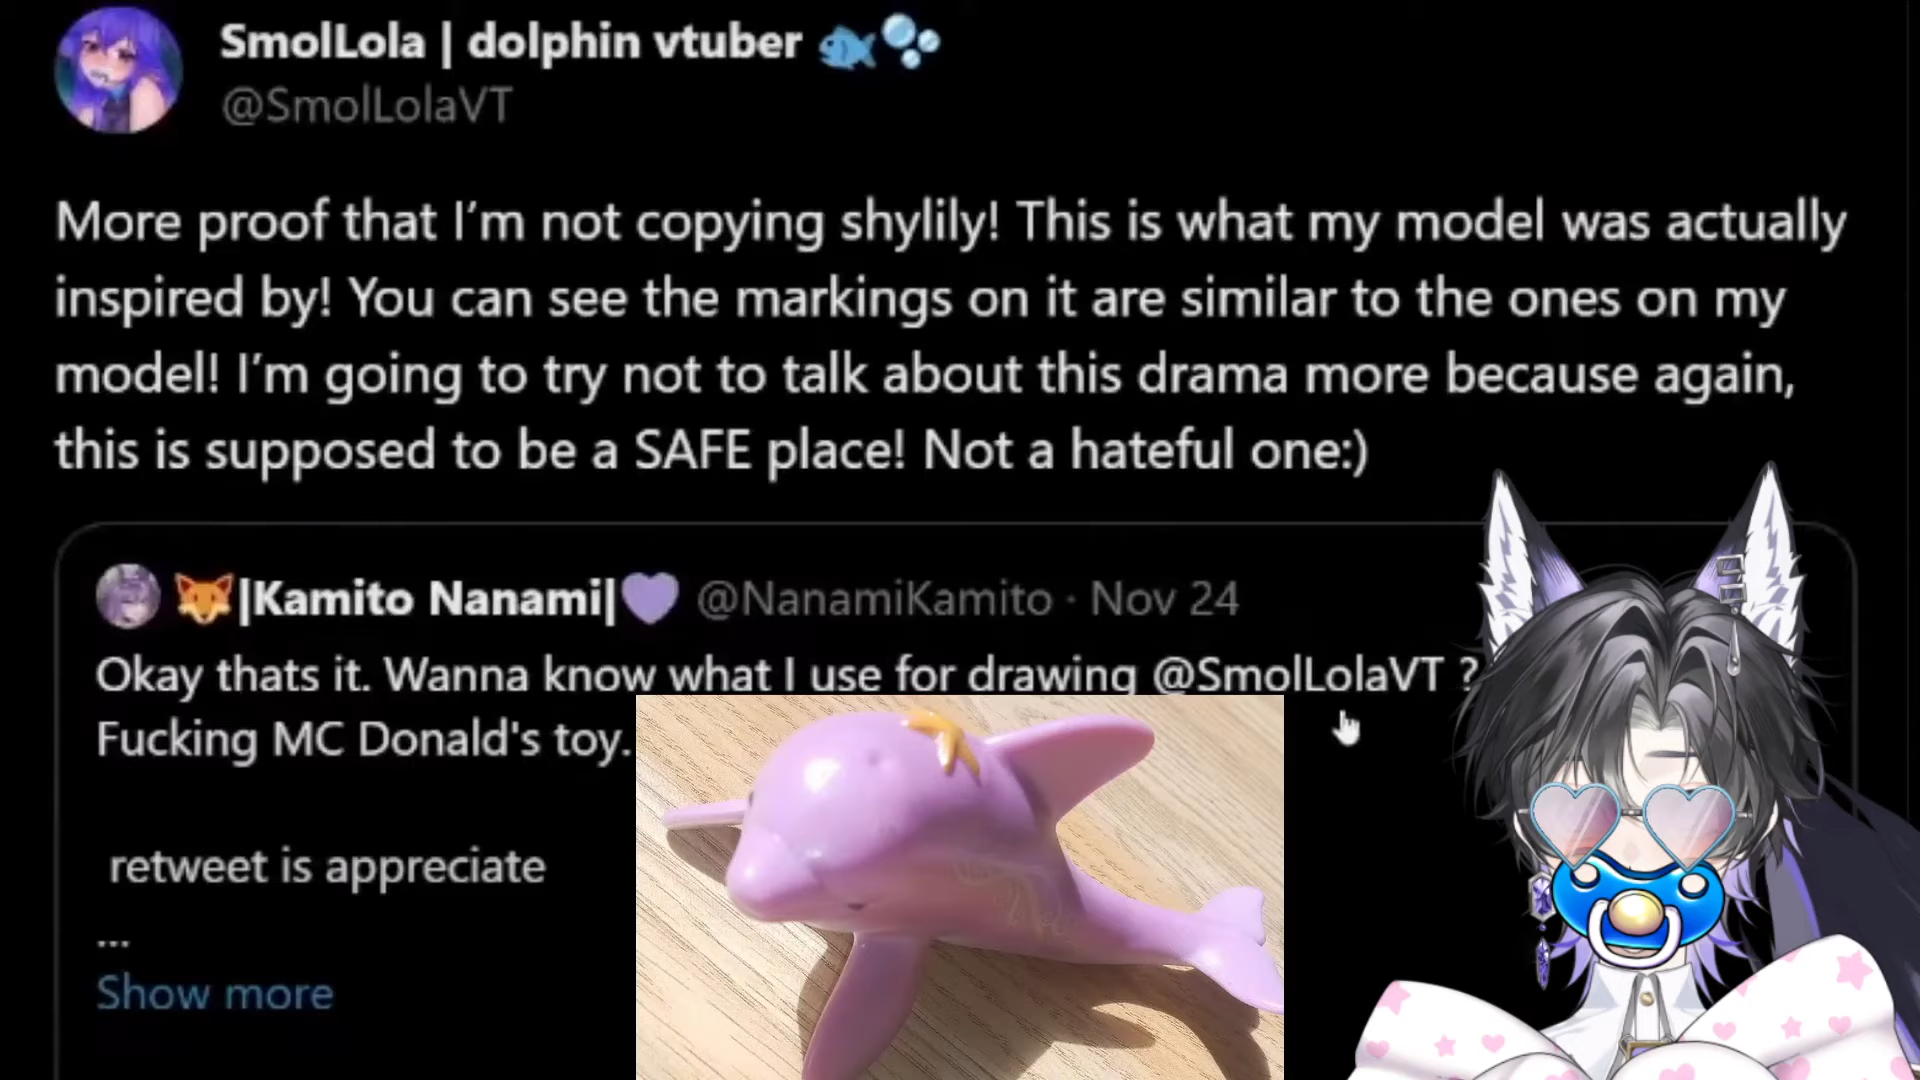 SmolLola | dolphin vtuber 🐟🫧
@SmolLolaVT
More proof that I'm not copying shylily! This is what my model was actually
inspired by! You can see the markings on it are similar to the ones on my
model! I'm going to try not to talk about this drama more because again,
this is supposed to be a SAFE place! Not a hateful one:)
🦊|Kamito Nanami|💜 @NanamiKamito · Nov 24
Okay thats it. Wanna know what I use for drawing @SmolLolaVT ?
Fucking MC Donald's toy.
retweet is appreciate
...
Show more